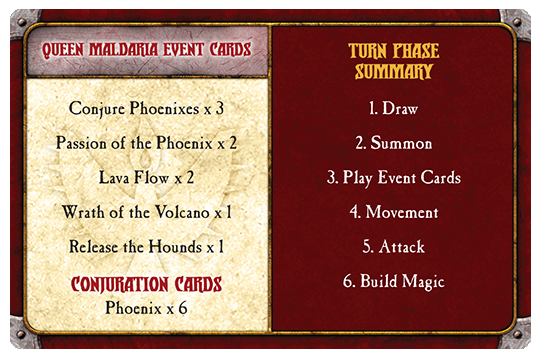 QUEEN MALDARIA EVENT CARDS
Conjure Phoenixes x 3
Passion of the Phoenix x 2
Lava Flow x 2
Wrath of the Volcano x 1
Release the Hounds x 1
CONJURATION CARDS
Phoenix x 6
TURN PHASE
SUMMARY
1. Draw
2. Summon
3. Play Event Cards
4. Movement
5. Attack
6. Build Magic